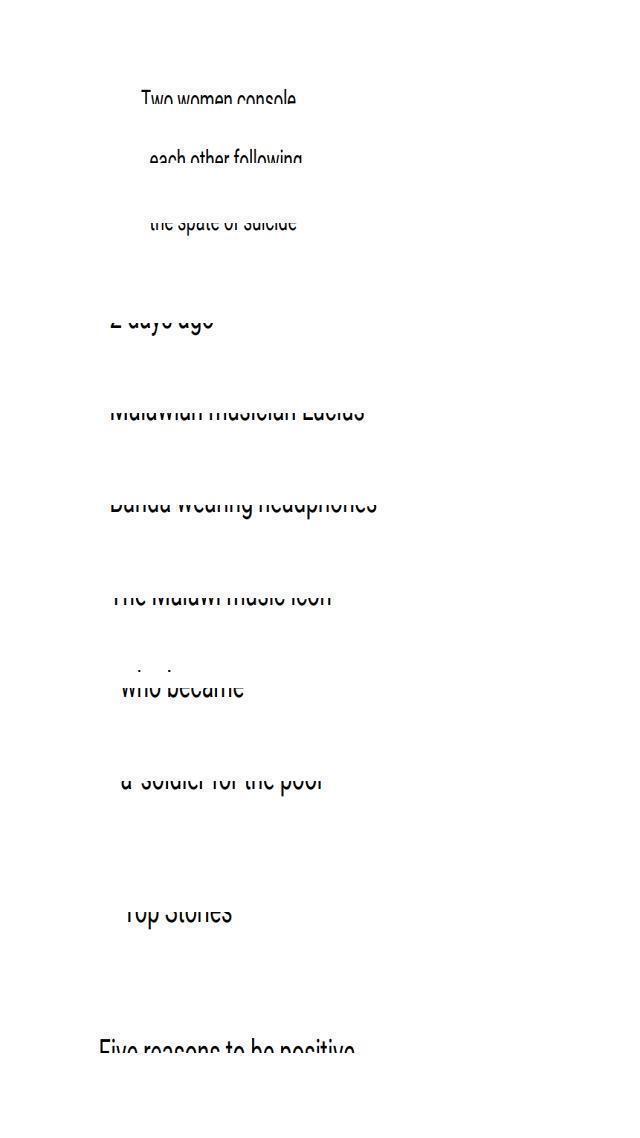 Two women console
each other following
the spate of suicide
2 days ago
Malawian musician Lucius
Banda wearing headphones
The Malawi music icon
who became
a 'soldier for the poor'
Top Stories
Five reasons to be positive